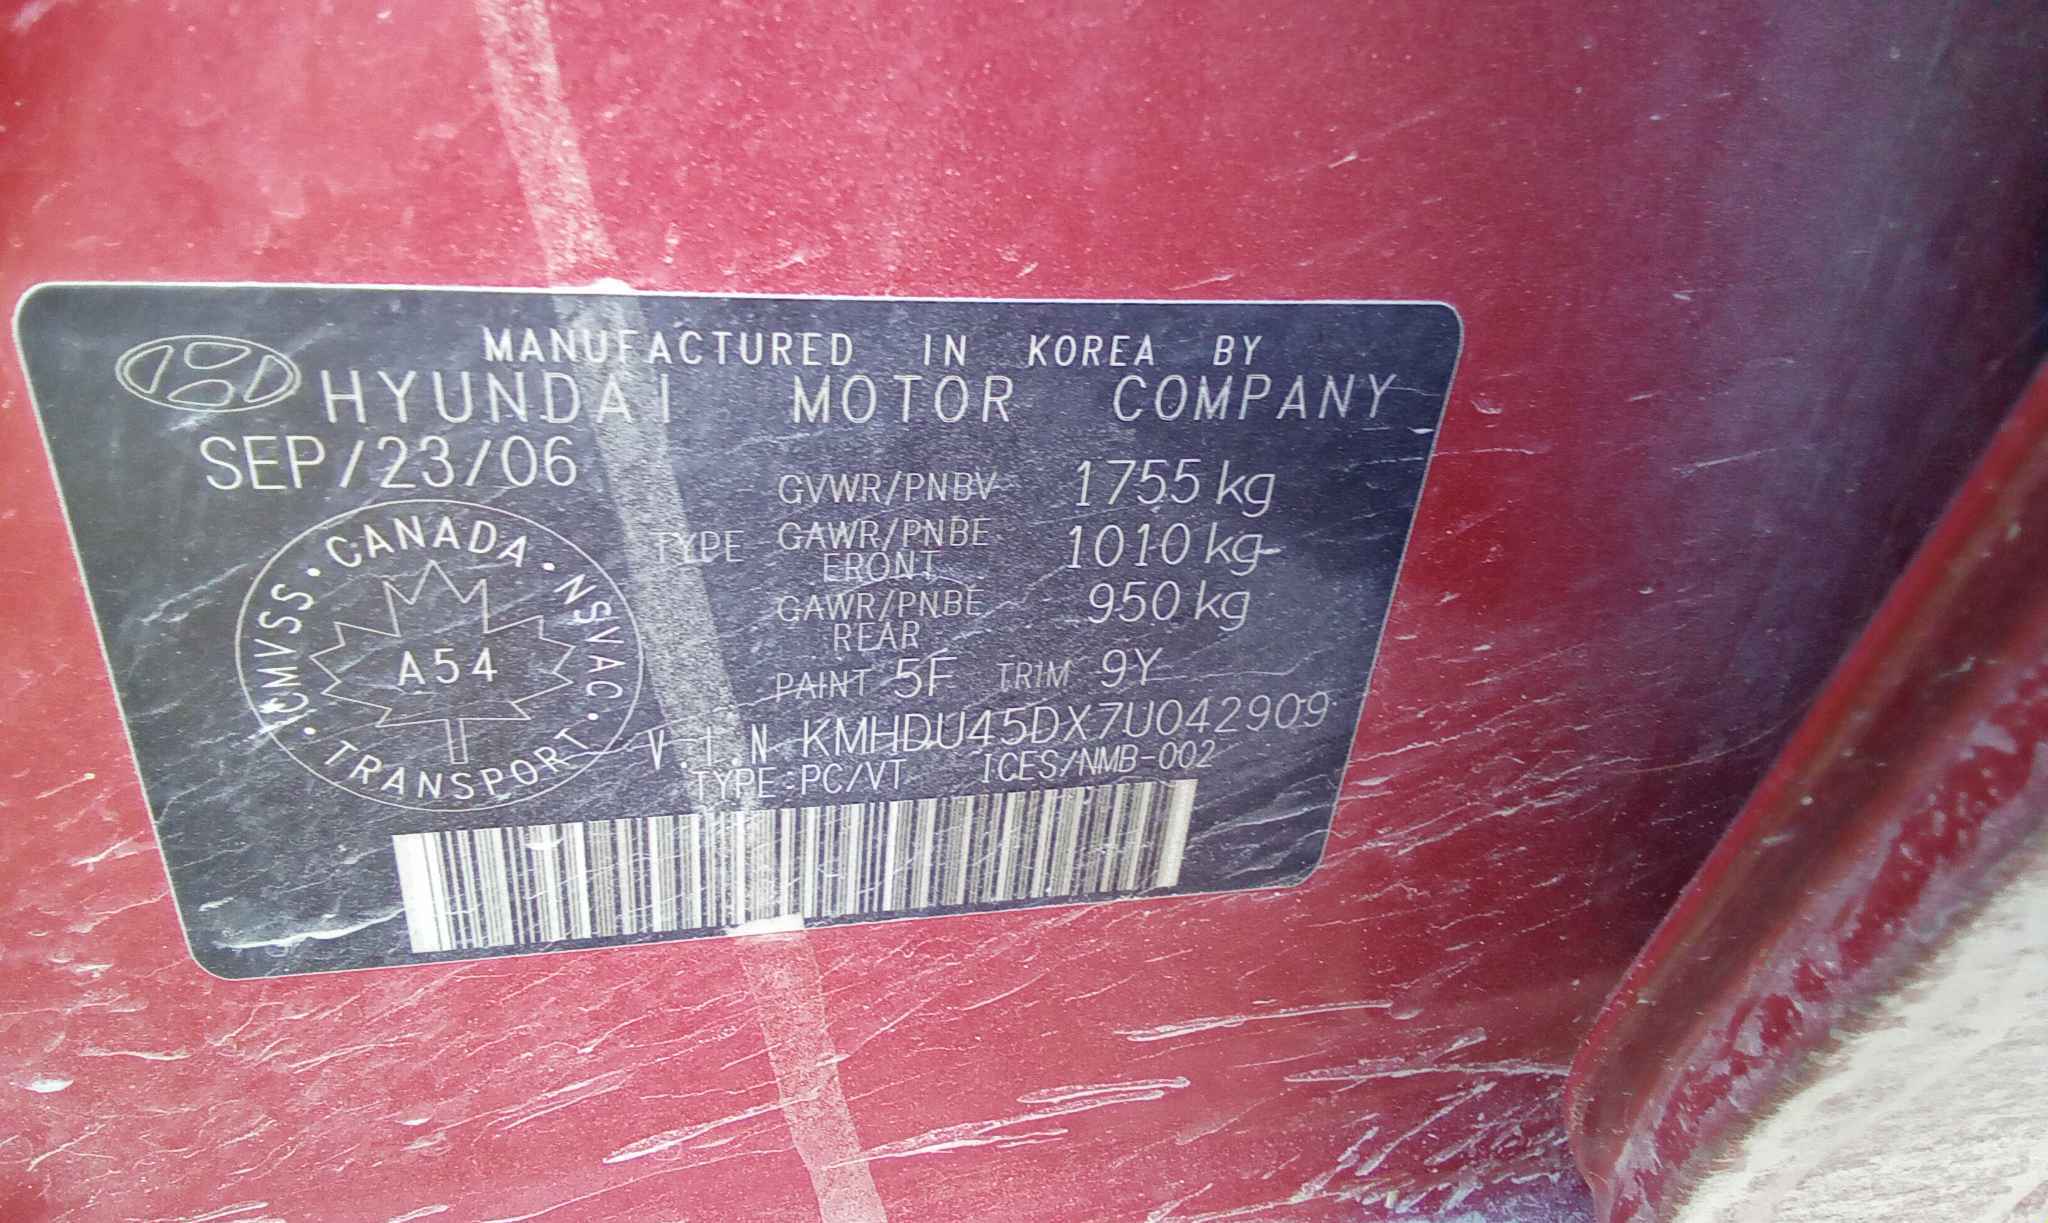 MANUFACTURED IN KOREA BY
HYUNDAI MOTOR COMPANY
SEP/23/06
GVWR/PNBV 1755 kg
TYPE GAWR/PNBE FRONT 1010 kg
GAWR/PNBE REAR 950 kg
PAINT 5F TRIM 9Y
V.I.N KMHDU45DX7U042909
TYPE:PC/VT ICES/NMB-002
CANADA · NSVAC · TRANSPORT · CMVSS ·
A54